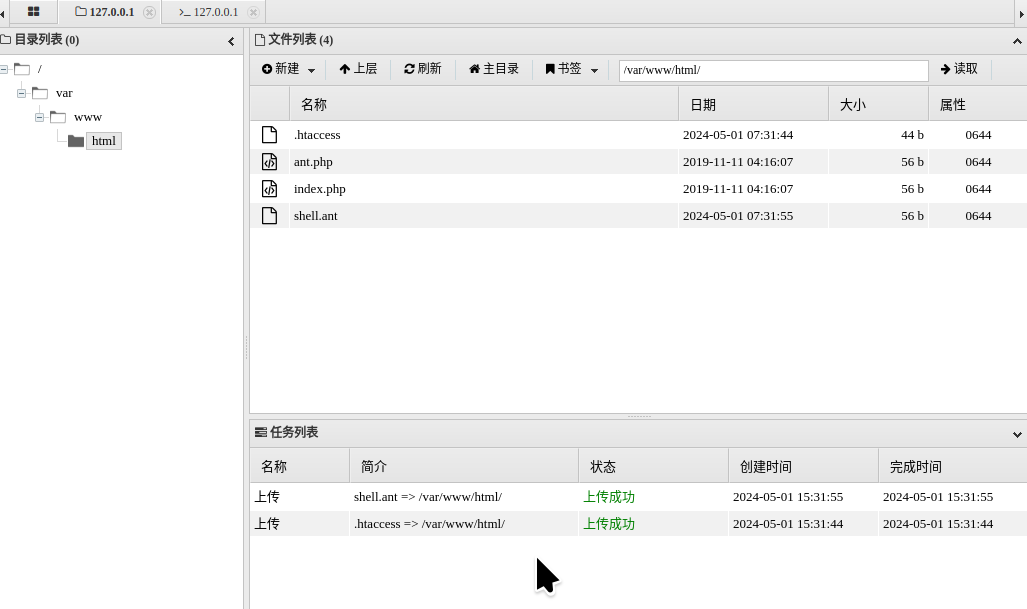 127.0.0.1 >_ 127.0.0.1
目录列表 (0)
/
var
www
html
文件列表 (4)
新建 上层 刷新 主目录 书签 /var/www/html/ 读取
名称 日期 大小 属性
.htaccess 2024-05-01 07:31:44 44 b 0644
ant.php 2019-11-11 04:16:07 56 b 0644
index.php 2019-11-11 04:16:07 56 b 0644
shell.ant 2024-05-01 07:31:55 56 b 0644
任务列表
名称 简介 状态 创建时间 完成时间
上传 shell.ant => /var/www/html/ 上传成功 2024-05-01 15:31:55 2024-05-01 15:31:55
上传 .htaccess => /var/www/html/ 上传成功 2024-05-01 15:31:44 2024-05-01 15:31:44